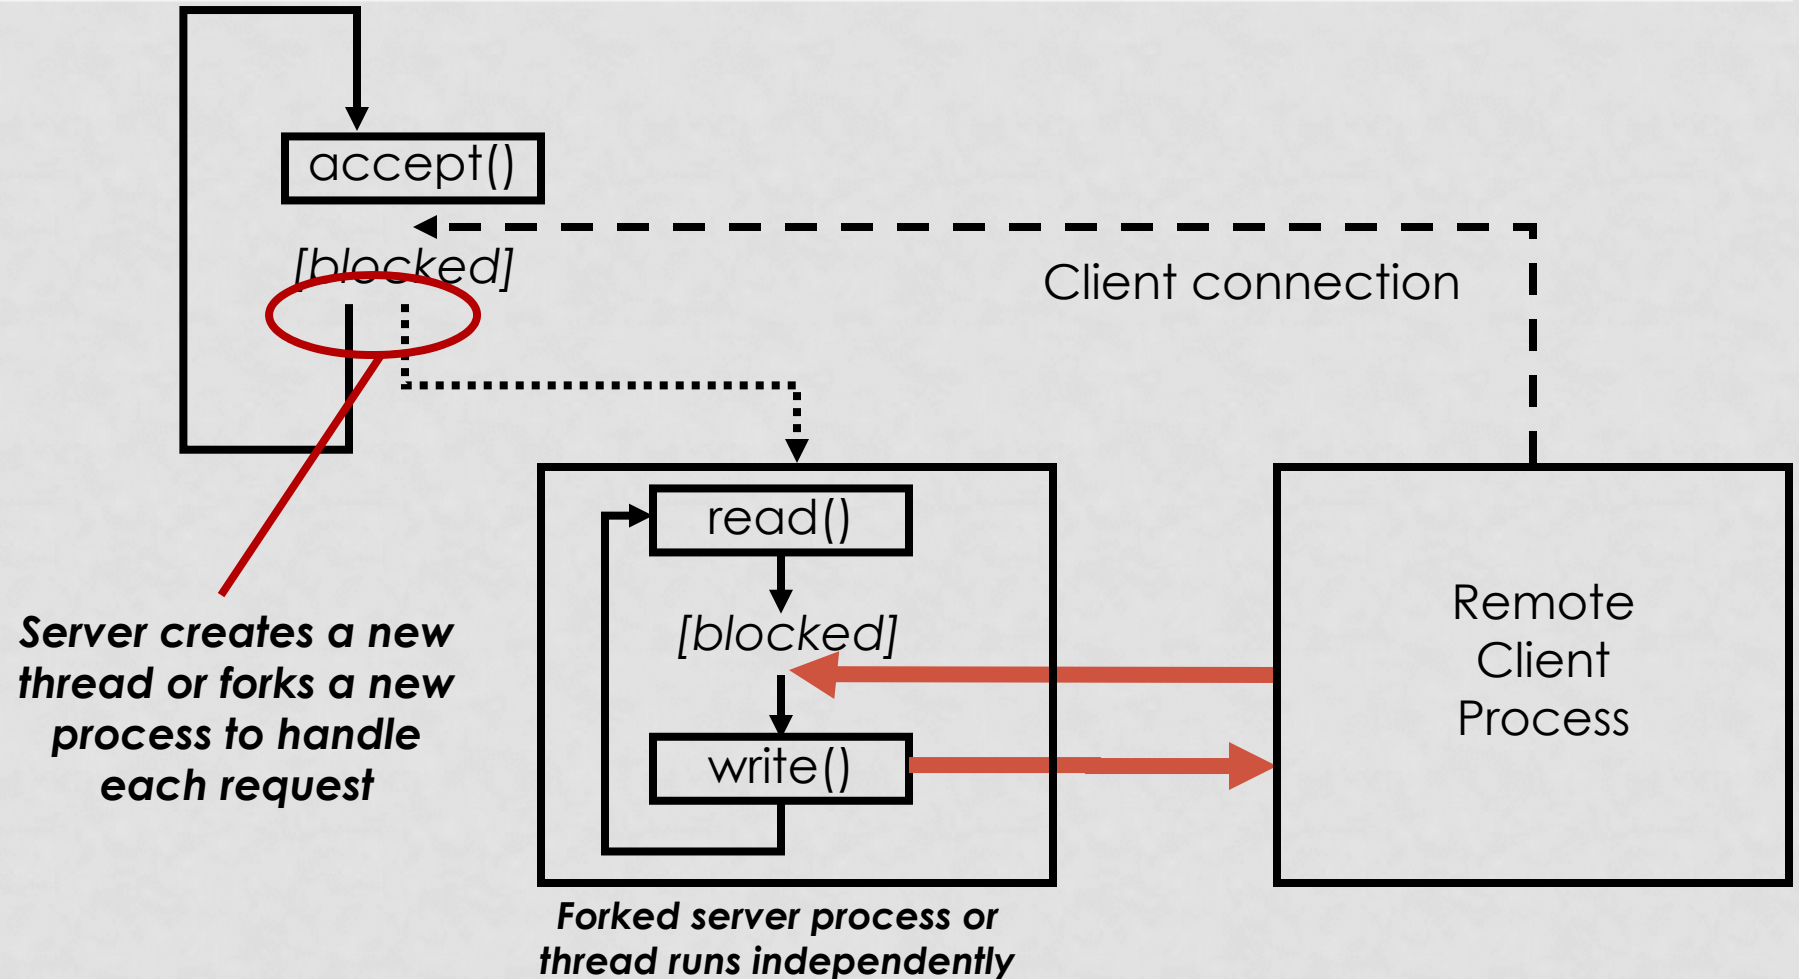 accept()
[blocked]
Client connection
read()
[blocked]
write()
Remote
Client
Process
Server creates a new
thread or forks a new
process to handle
each request
Forked server process or
thread runs independently